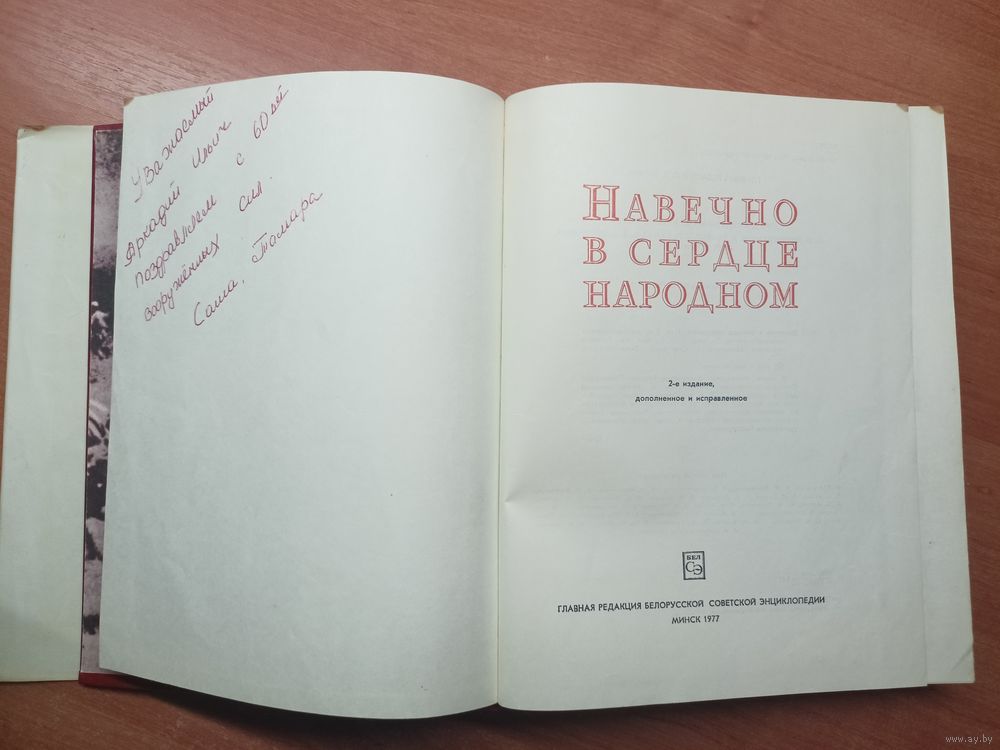 Уважаемый
Аркадий Ильич
поздравляем с 60 лет
вооружённых сил.
Саша, Тамара
НАВЕЧНО
В СЕРДЦЕ
НАРОДНОМ
2-е издание,
дополненное и исправленное
БЕЛ
СЭ
ГЛАВНАЯ РЕДАКЦИЯ БЕЛОРУССКОЙ СОВЕТСКОЙ ЭНЦИКЛОПЕДИИ
МИНСК 1977
www.ay.by